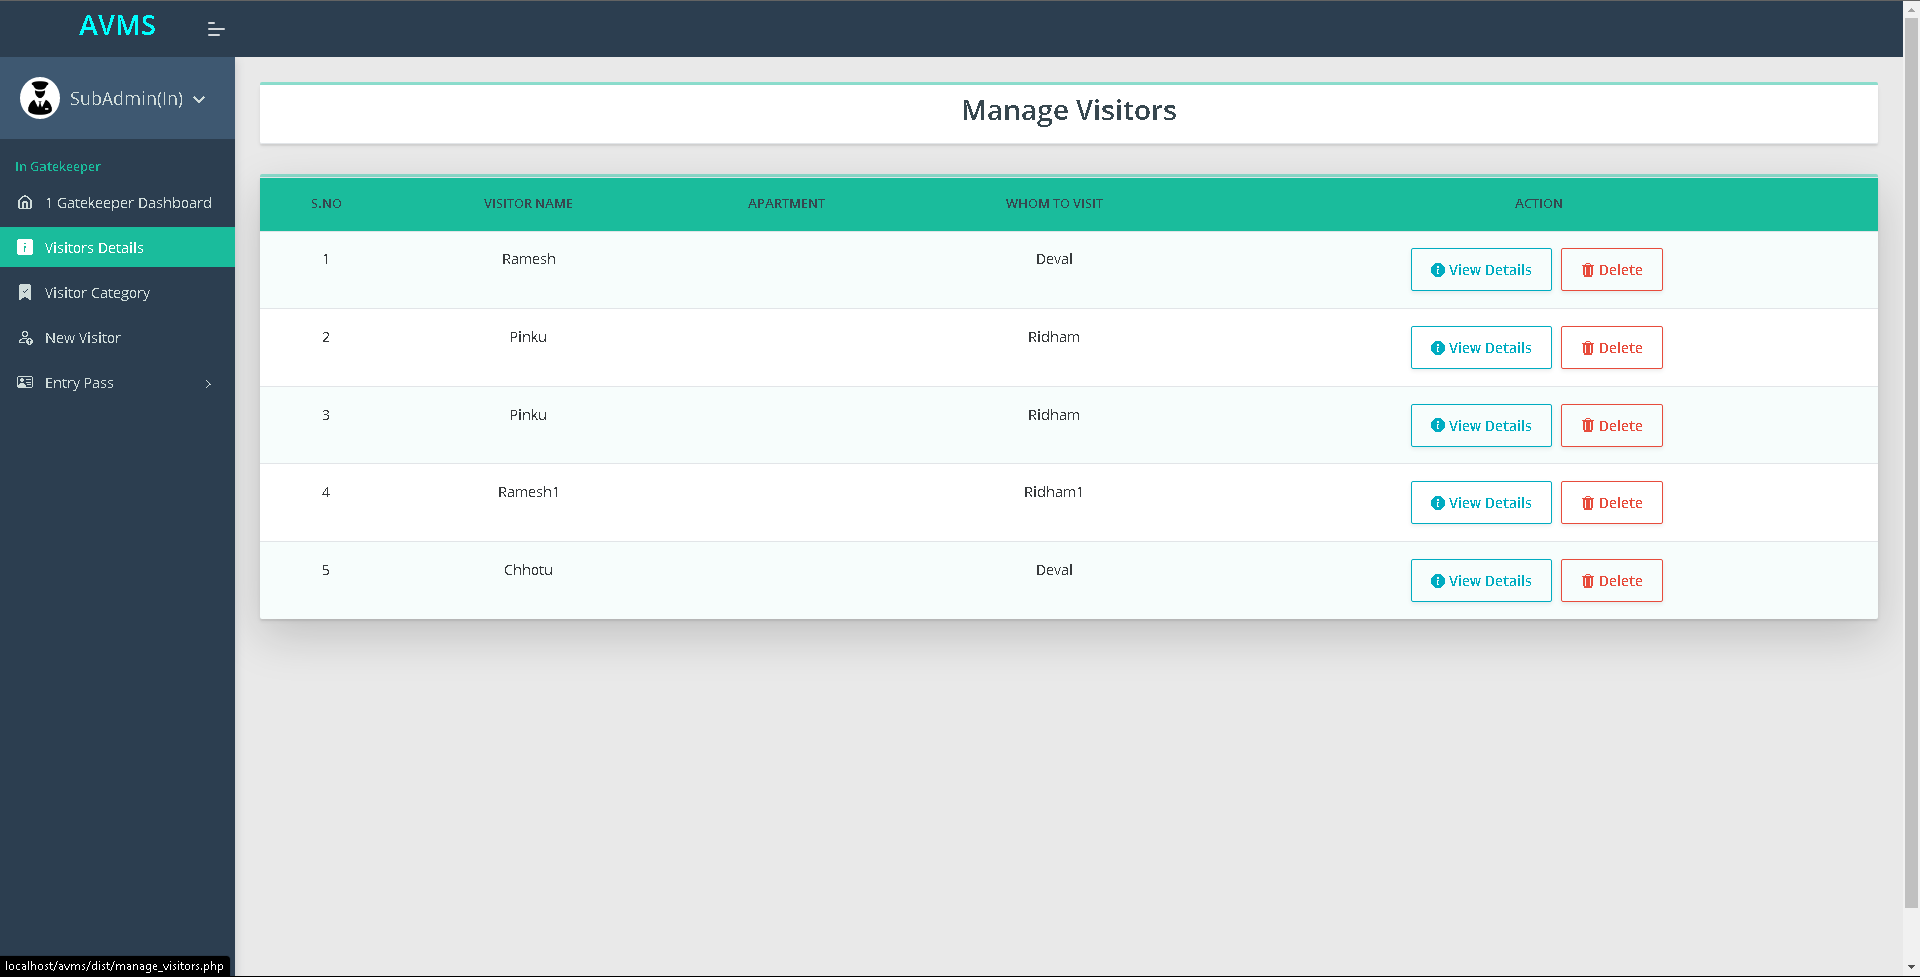 AVMS
SubAdmin(In)
In Gatekeeper
1 Gatekeeper Dashboard
Visitors Details
Visitor Category
New Visitor
Entry Pass
Manage Visitors
S.NO VISITOR NAME APARTMENT WHOM TO VISIT ACTION
1 Ramesh Deval View Details Delete
2 Pinku Ridham View Details Delete
3 Pinku Ridham View Details Delete
4 Ramesh1 Ridham1 View Details Delete
5 Chhotu Deval View Details Delete
localhost/avms/dist/manage_visitors.php